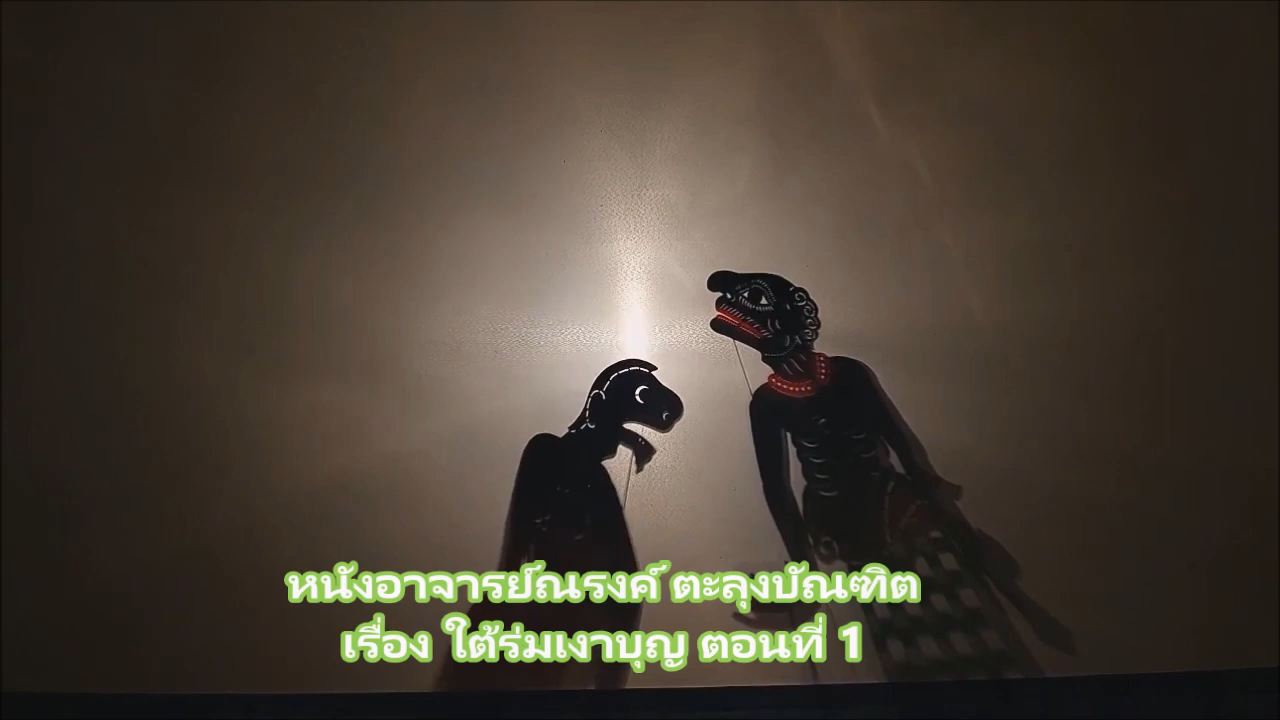 หนังอาจารย์ณรงค์ ตะลุงบัณฑิต
เรื่อง ใต้ร่มเงาบุญ ตอนที่ 1